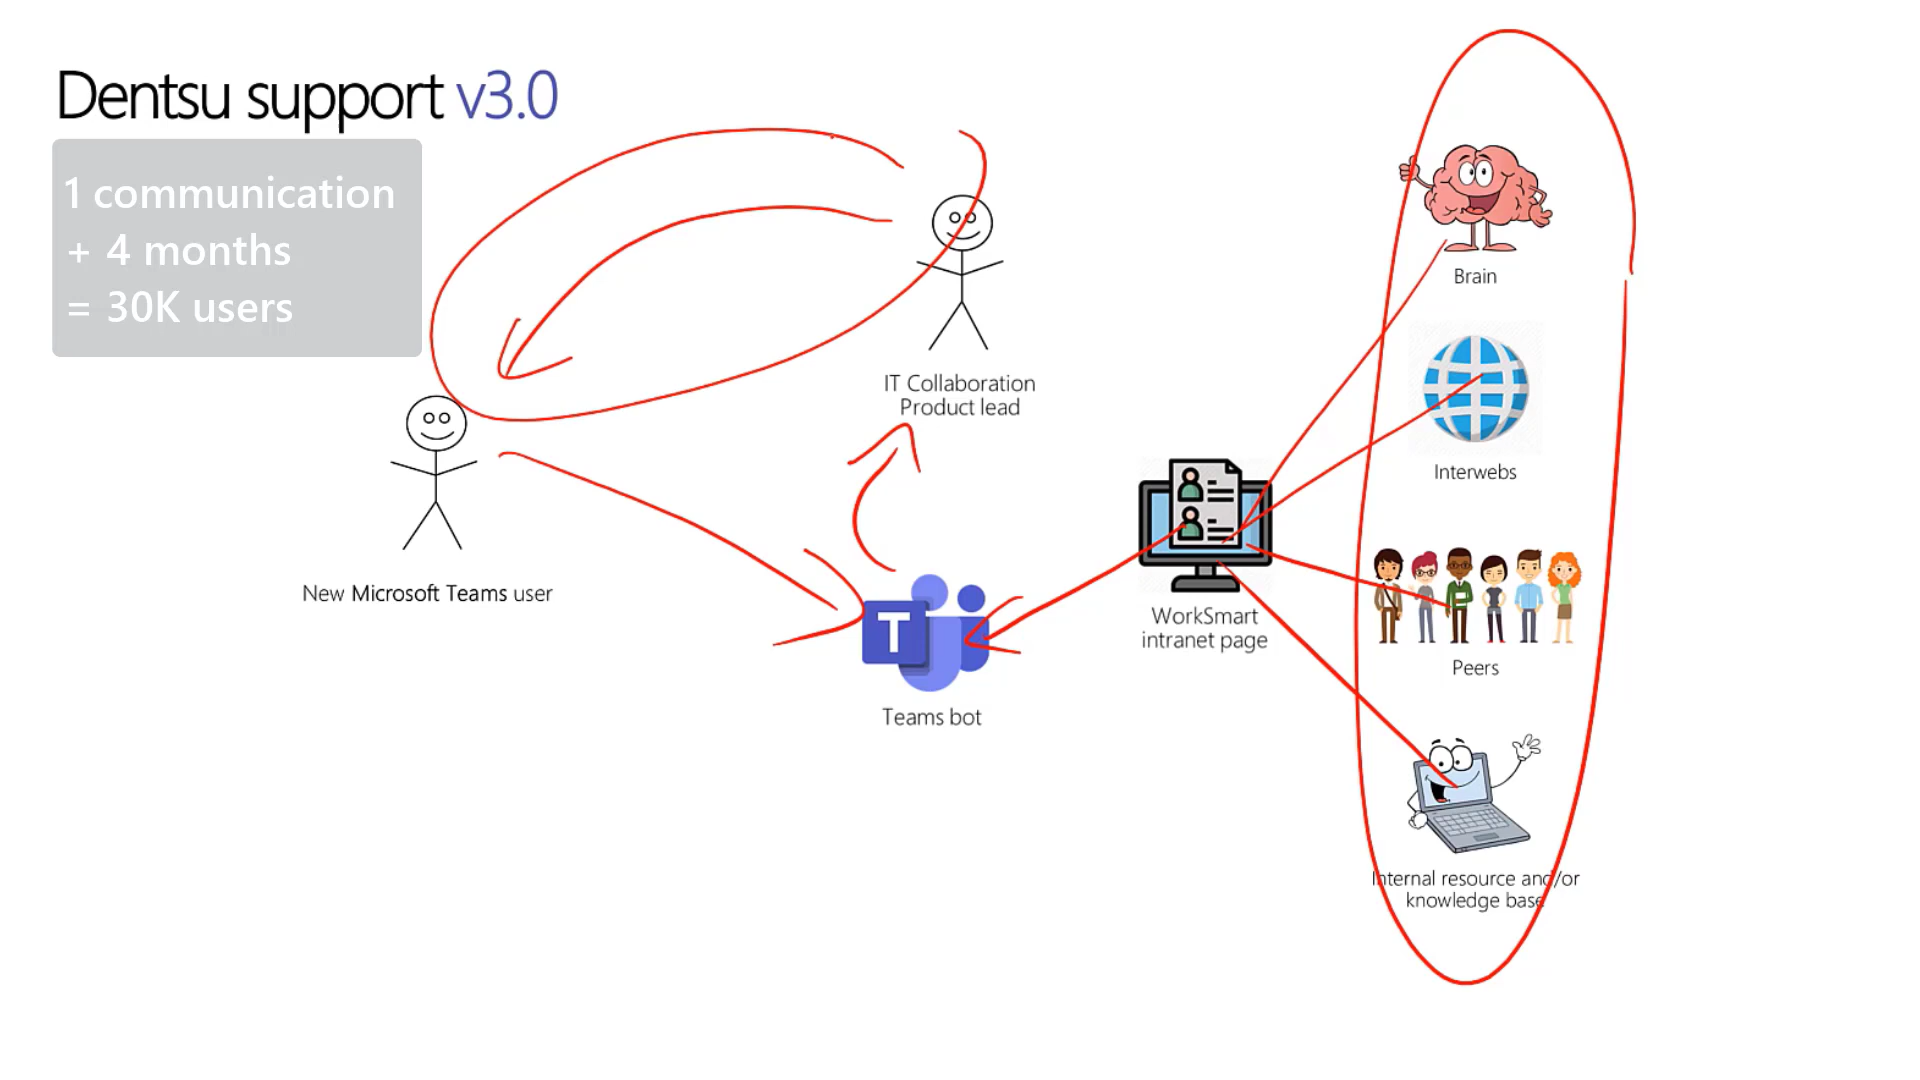 Dentsu support v3.0
1 communication
+ 4 months
= 30K users
IT Collaboration
Product lead
New Microsoft Teams user
T
Teams bot
WorkSmart
intranet page
Brain
Interwebs
Peers
Internal resource and/or
knowledge base